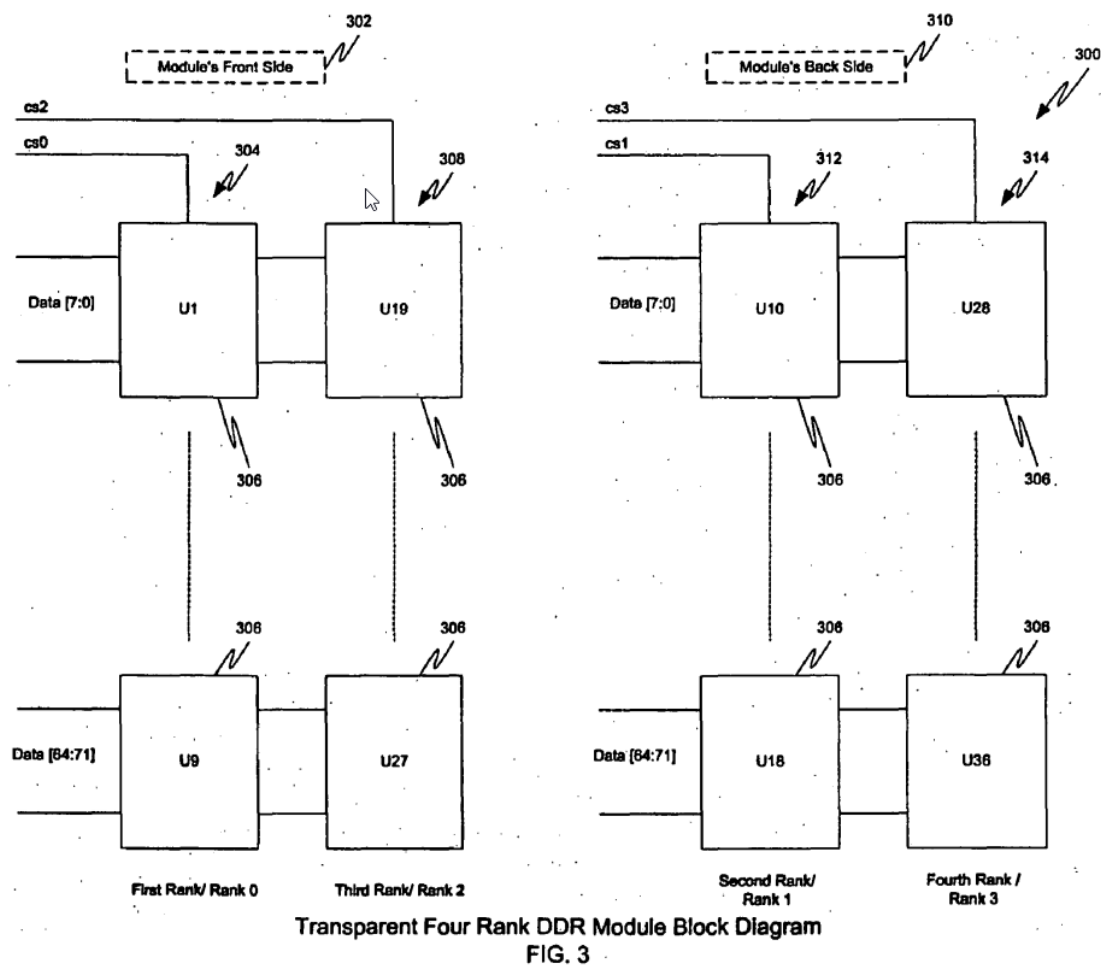 302
310
Module's Front Side
Module's Back Side
300
cs2
cs3
cs0
cs1
304
308
312
314
Data [7:0]
U1
U19
Data [7:0]
U10
U28
306
306
306
306
306
306
306
306
Data [64:71]
U9
U27
Data [64:71]
U18
U36
First Rank/ Rank 0
Third Rank/ Rank 2
Second Rank/
Rank 1
Fourth Rank /
Rank 3
Transparent Four Rank DDR Module Block Diagram
FIG. 3